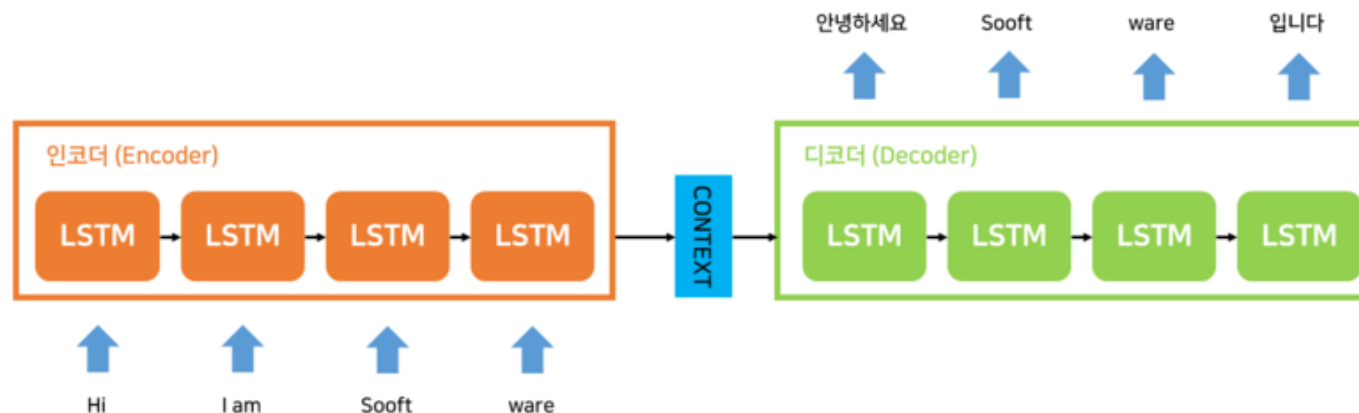 안녕하세요 Sooft ware 입니다
인코더 (Encoder) 디코더 (Decoder)
LSTM LSTM LSTM LSTM CONTEXT LSTM LSTM LSTM LSTM
Hi I am Sooft ware